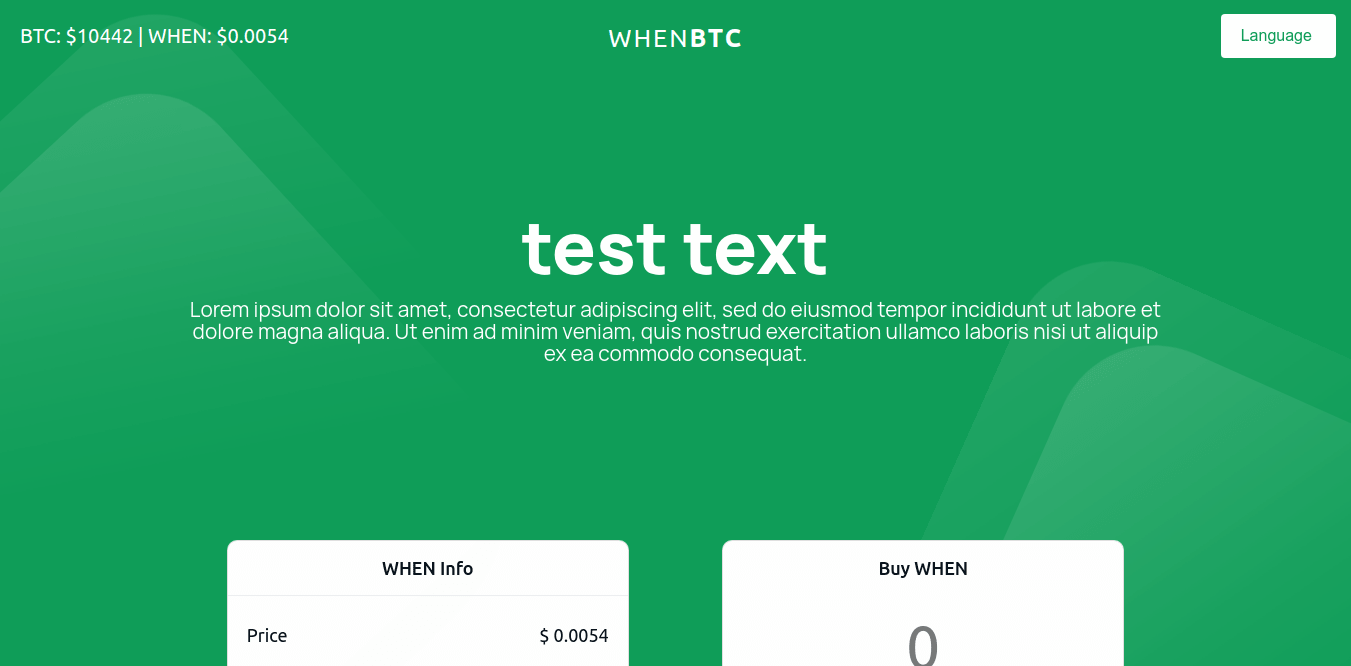 BTC: $10442 | WHEN: $0.0054
WHENBTC
Language
test text
Lorem ipsum dolor sit amet, consectetur adipiscing elit, sed do eiusmod tempor incididunt ut labore et
dolore magna aliqua. Ut enim ad minim veniam, quis nostrud exercitation ullamco laboris nisi ut aliquip
ex ea commodo consequat.
WHEN Info
Price
$ 0.0054
Buy WHEN
0